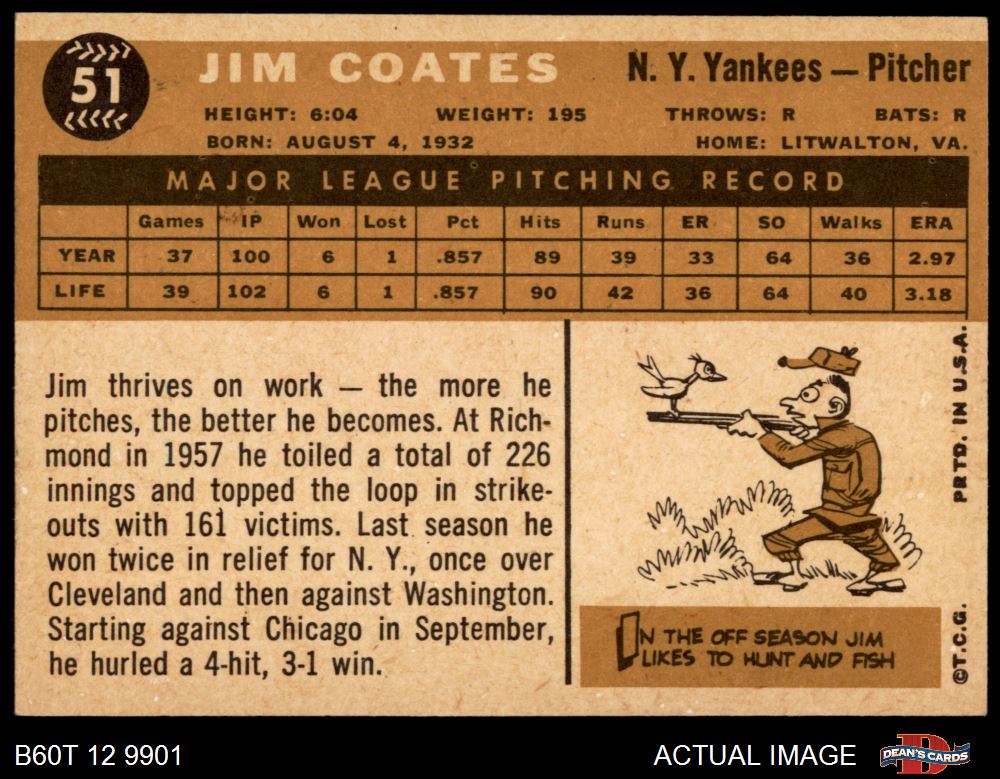 51
JIM COATES
N. Y. Yankees — Pitcher
HEIGHT: 6:04 WEIGHT: 195 THROWS: R BATS: R
BORN: AUGUST 4, 1932 HOME: LITWALTON, VA.
MAJOR LEAGUE PITCHING RECORD
Games IP Won Lost Pct Hits Runs ER SO Walks ERA
YEAR 37 100 6 1 .857 89 39 33 64 36 2.97
LIFE 39 102 6 1 .857 90 42 36 64 40 3.18
Jim thrives on work — the more he
pitches, the better he becomes. At Rich-
mond in 1957 he toiled a total of 226
innings and topped the loop in strike-
outs with 161 victims. Last season he
won twice in relief for N. Y., once over
Cleveland and then against Washington.
Starting against Chicago in September,
he hurled a 4-hit, 3-1 win.
IN THE OFF SEASON JIM
LIKES TO HUNT AND FISH
©T.C.G. PRTD. IN U.S.A.
B60T 12 9901
ACTUAL IMAGE
DEAN'S CARDS